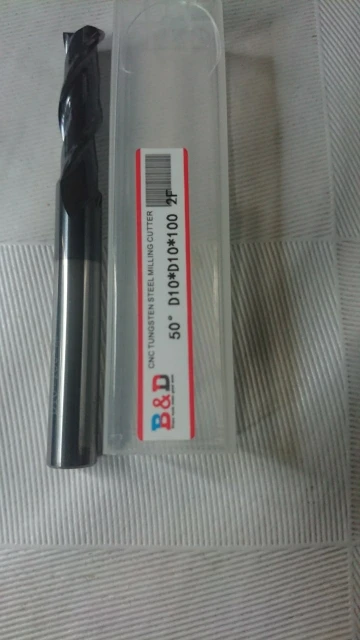 CNC TUNGSTEN STEEL MILLING CUTTER
50° D10*D10*100 2F
B&D